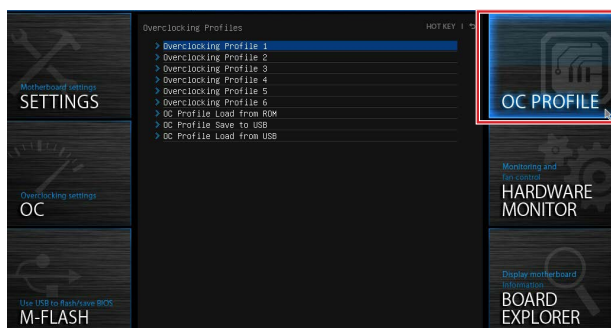 Overclocking Profiles
HOT KEY |
> Overclocking Profile 1
> Overclocking Profile 2
> Overclocking Profile 3
> Overclocking Profile 4
> Overclocking Profile 5
> Overclocking Profile 6
> OC Profile Load from ROM
> OC Profile Save to USB
> OC Profile Load from USB
Motherboard settings
SETTINGS
Overclocking settings
OC
Use USB to flash/save BIOS
M-FLASH
OC PROFILE
Monitoring and
fan control
HARDWARE
MONITOR
Display motherboard
Information
BOARD
EXPLORER